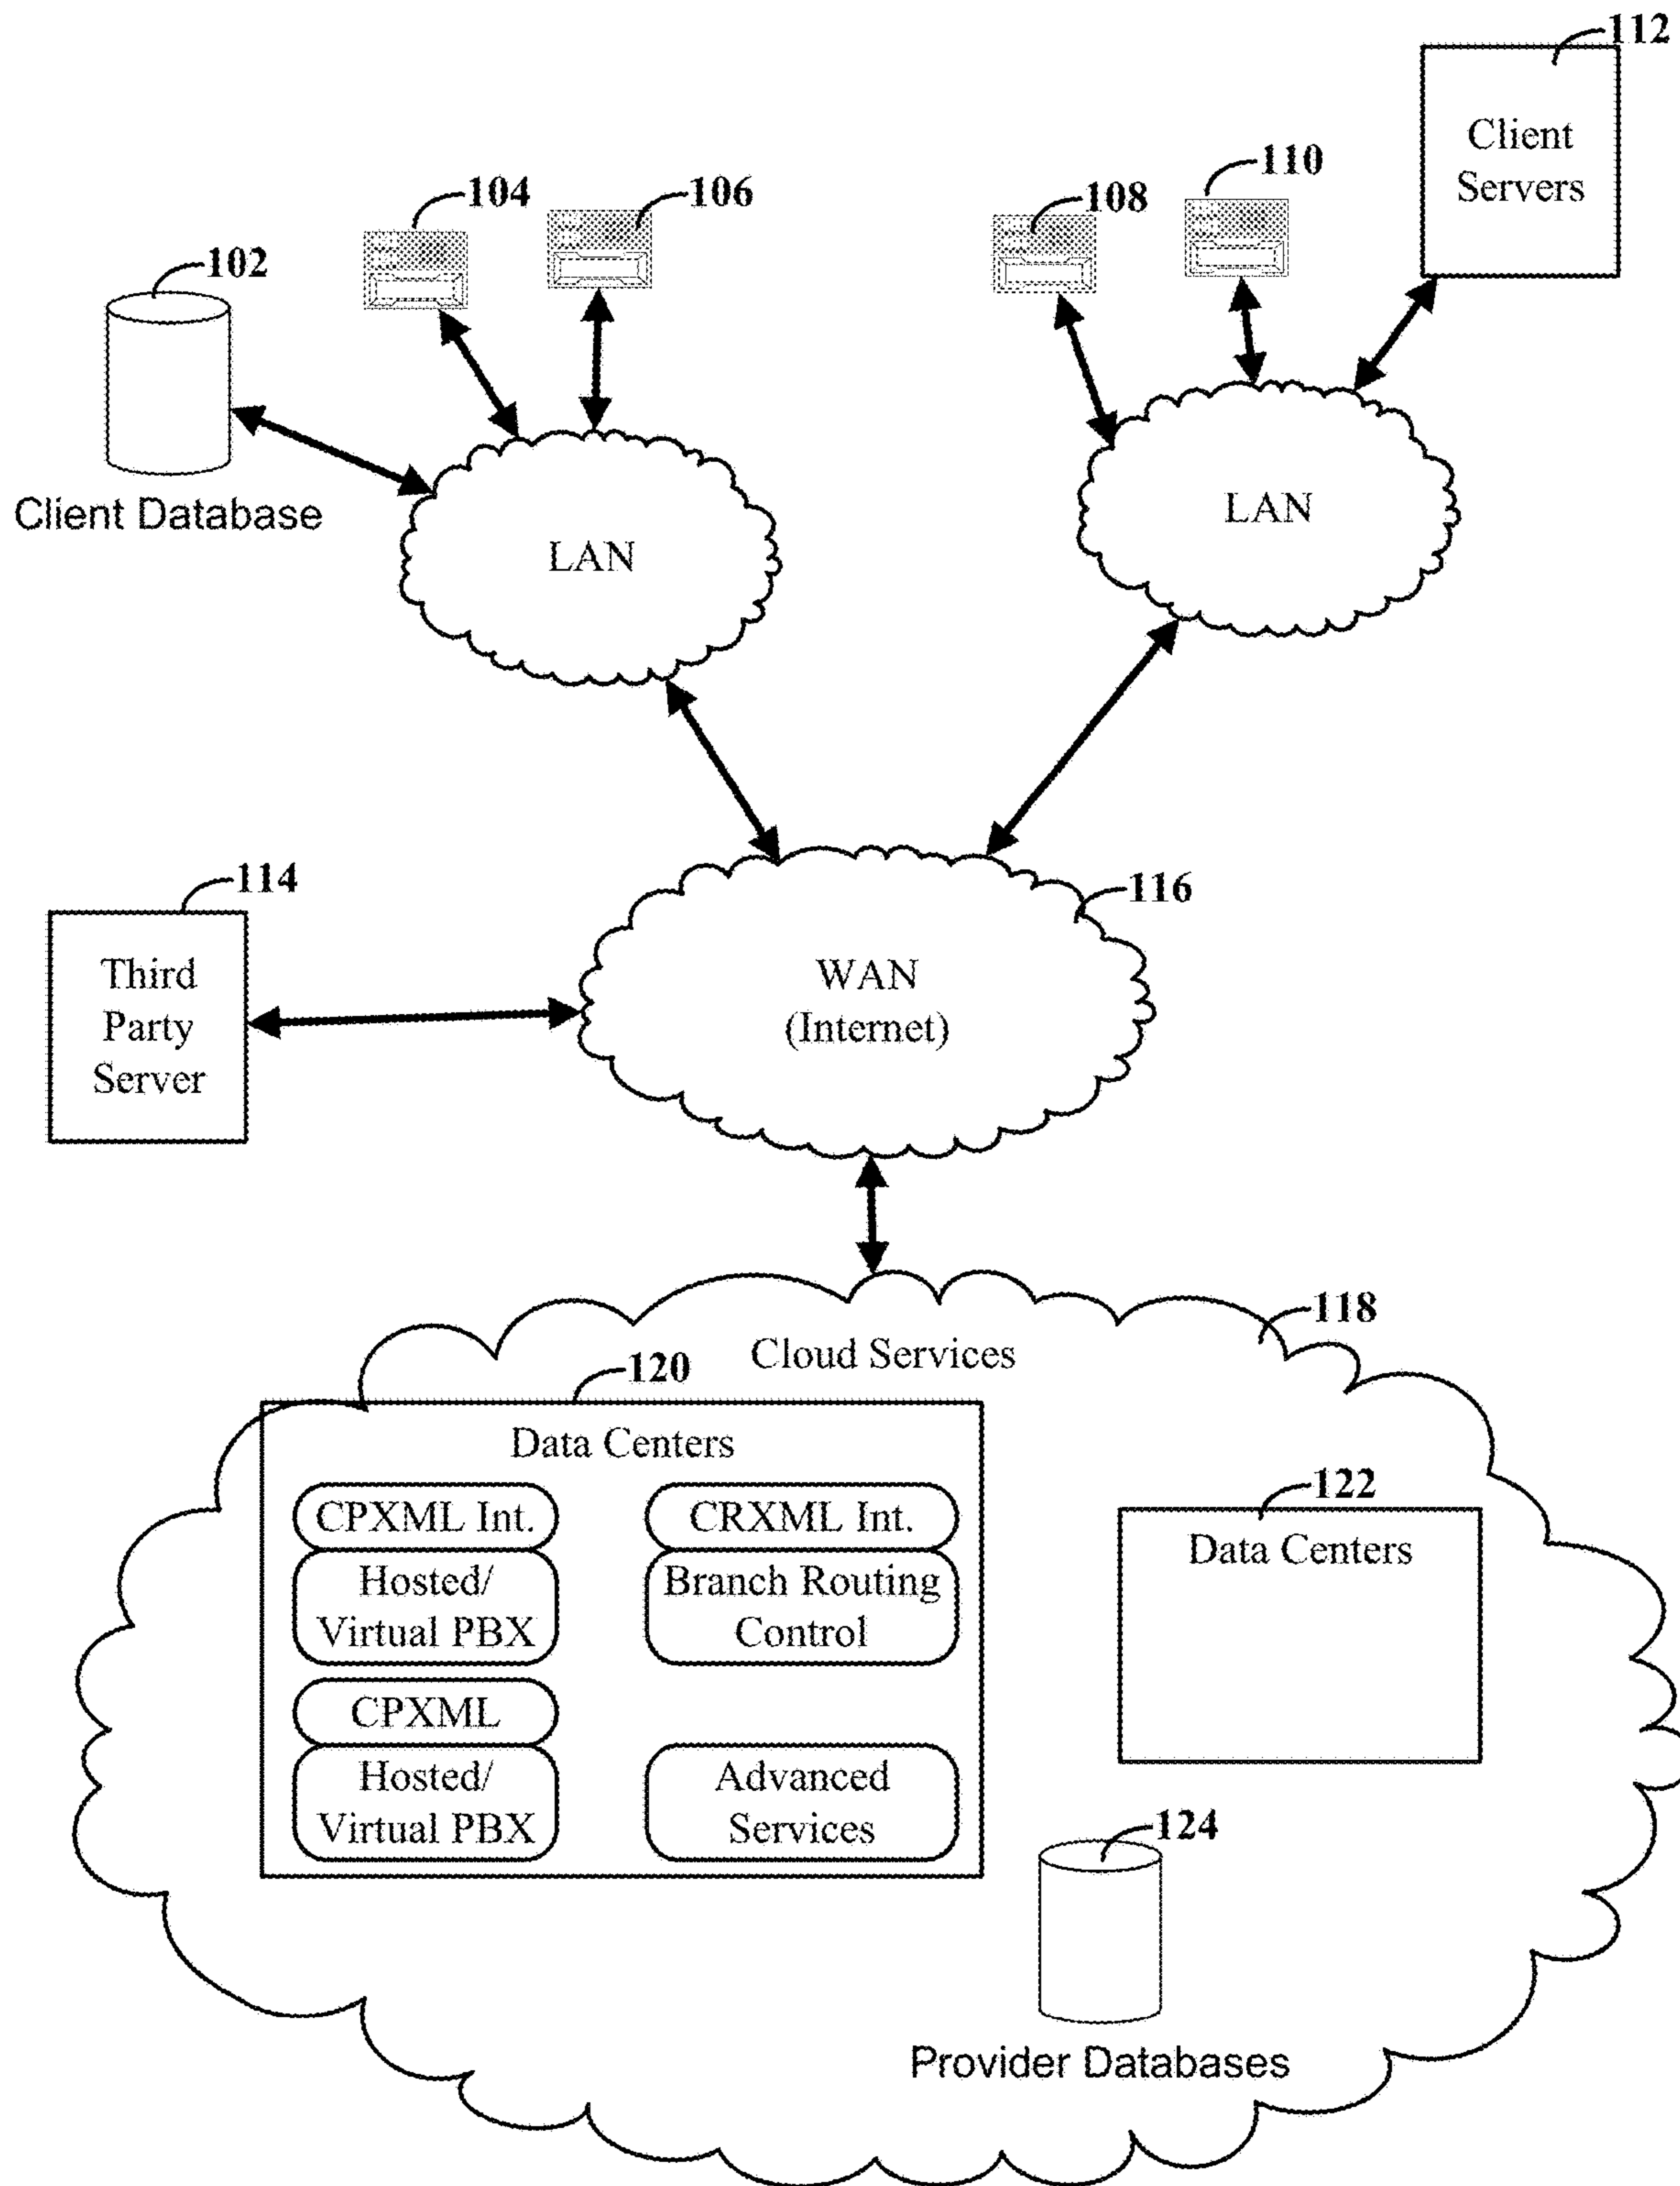 112
Client
Servers
104
106
108
110
102
Client Database
LAN
LAN
114
Third
Party
Server
116
WAN
(Internet)
118
Cloud Services
120
Data Centers
CPXML Int.
CRXML Int.
Hosted/
Virtual PBX
Branch Routing
Control
CPXML
Hosted/
Virtual PBX
Advanced
Services
122
Data Centers
124
Provider Databases